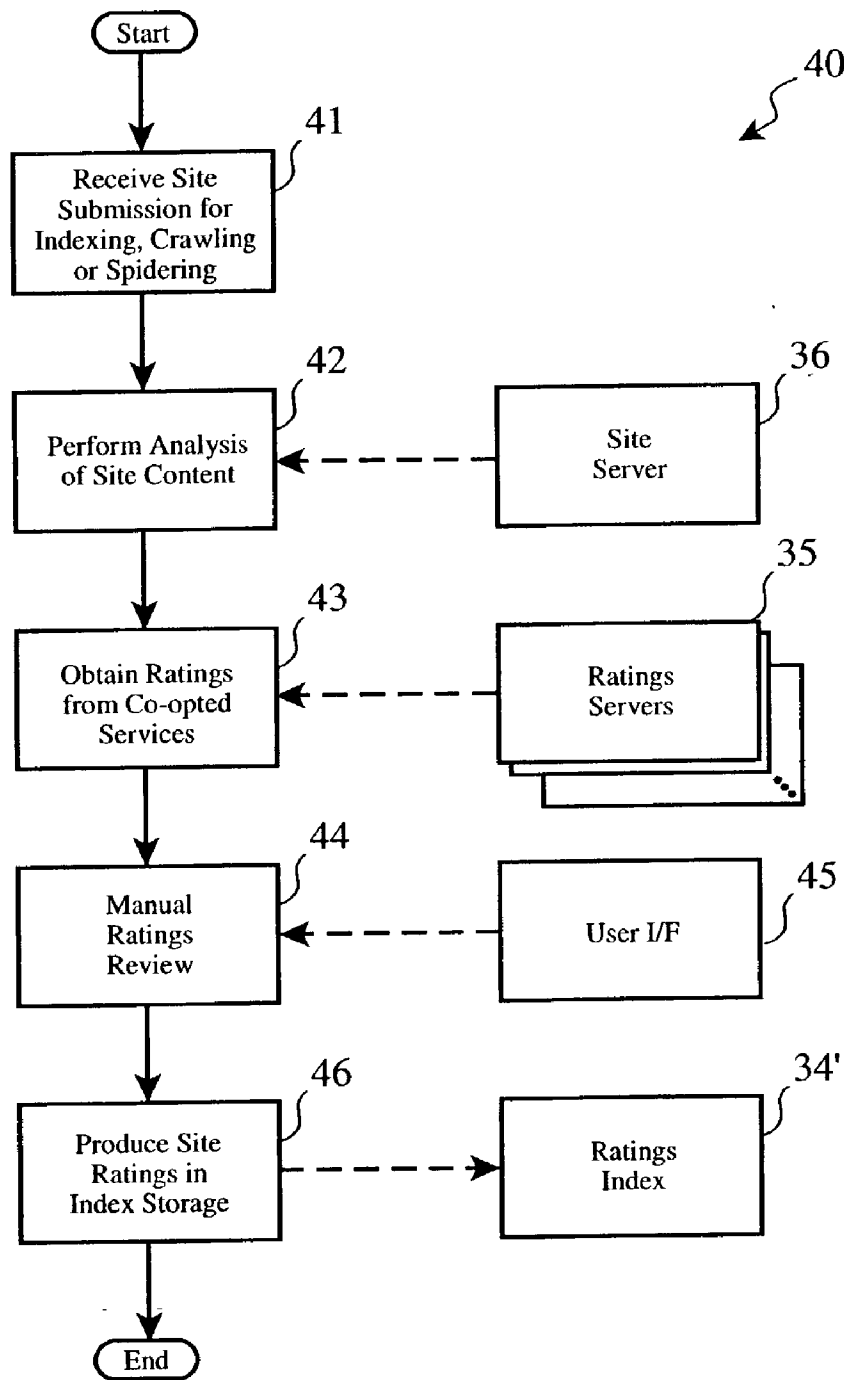 Start
40
41
Receive Site
Submission for
Indexing, Crawling
or Spidering
42
Perform Analysis
of Site Content
36
Site
Server
43
Obtain Ratings
from Co-opted
Services
35
Ratings
Servers
44
Manual
Ratings
Review
45
User I/F
46
Produce Site
Ratings in
Index Storage
34'
Ratings
Index
End